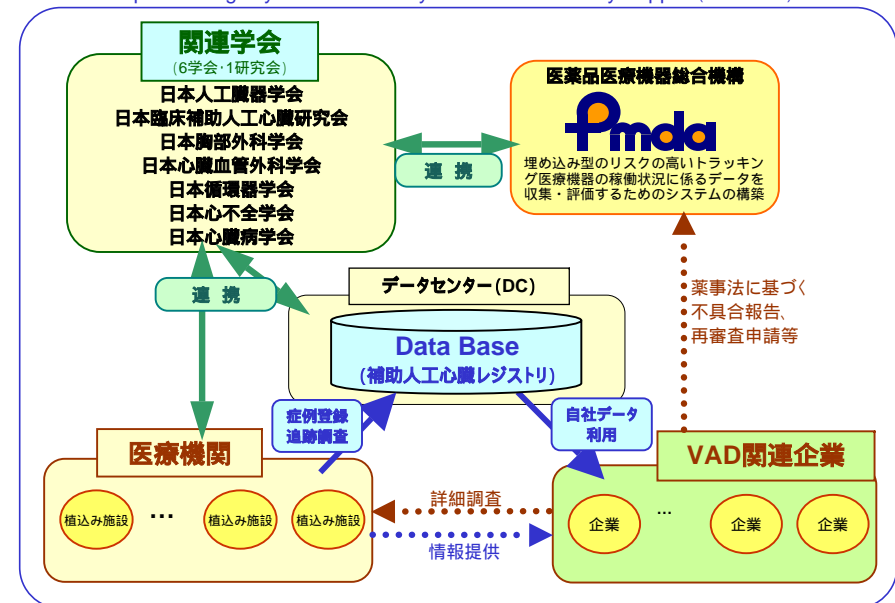 関連学会
(6学会・1研究会)
日本人工臓器学会
日本臨床補助人工心臓研究会
日本胸部外科学会
日本心臓血管外科学会
日本循環器学会
日本心不全学会
日本心臓病学会
連 携
医薬品医療機器総合機構
Pmda
埋め込み型のリスクの高いトラッキン
グ医療機器の稼働状況に係るデータを
収集・評価するためのシステムの構築
連 携
データセンター(DC)
Data Base
(補助人工心臓レジストリ)
薬事法に基づく
不具合報告、
再審査申請等
症例登録
追跡調査
自社データ
利用
医療機関
植込み施設
…
植込み施設
植込み施設
詳細調査
情報提供
VAD関連企業
企業
…
企業
企業